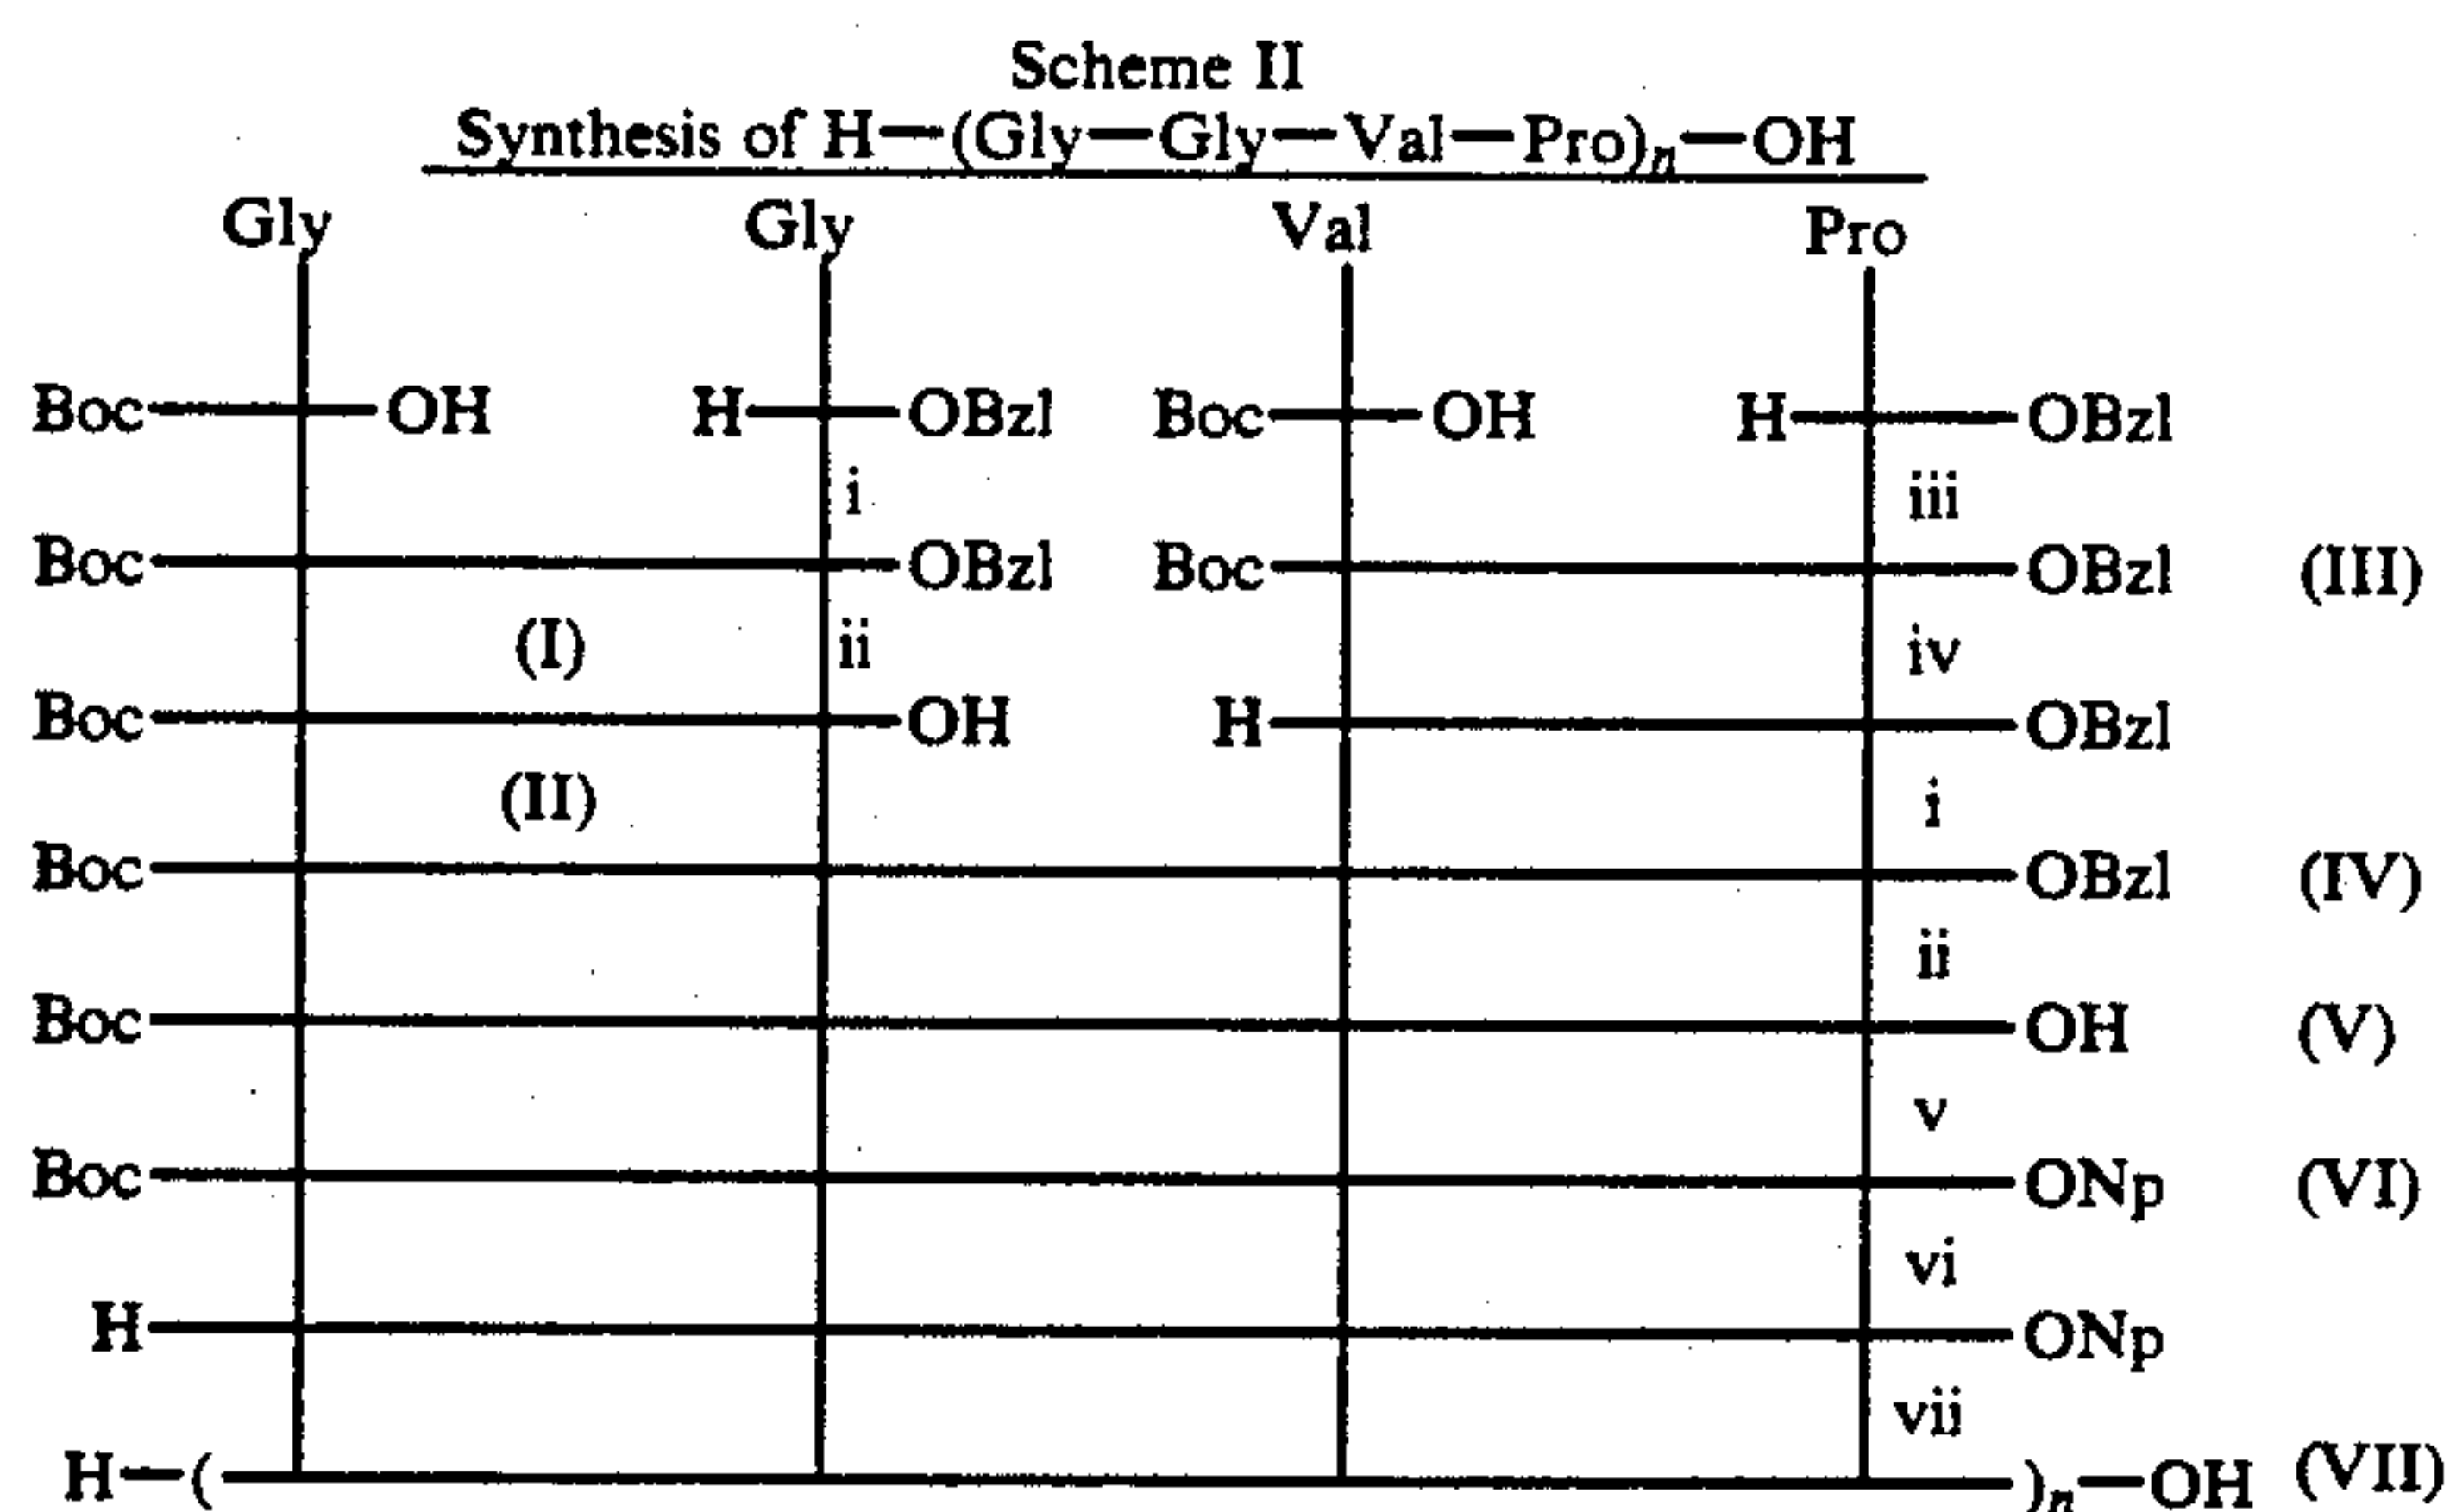 Scheme II
Synthesis of H—(Gly—Gly—Val—Pro)n—OH
Gly Gly Val Pro
Boc OH H OBzl Boc OH H OBzl
i iii
Boc OBzl Boc OBzl (III)
(I) ii iv
Boc OH H OBzl
(II) i
Boc OBzl (IV)
ii
Boc OH (V)
v
Boc ONp (VI)
vi
H ONp
vii
H—( )n—OH (VII)